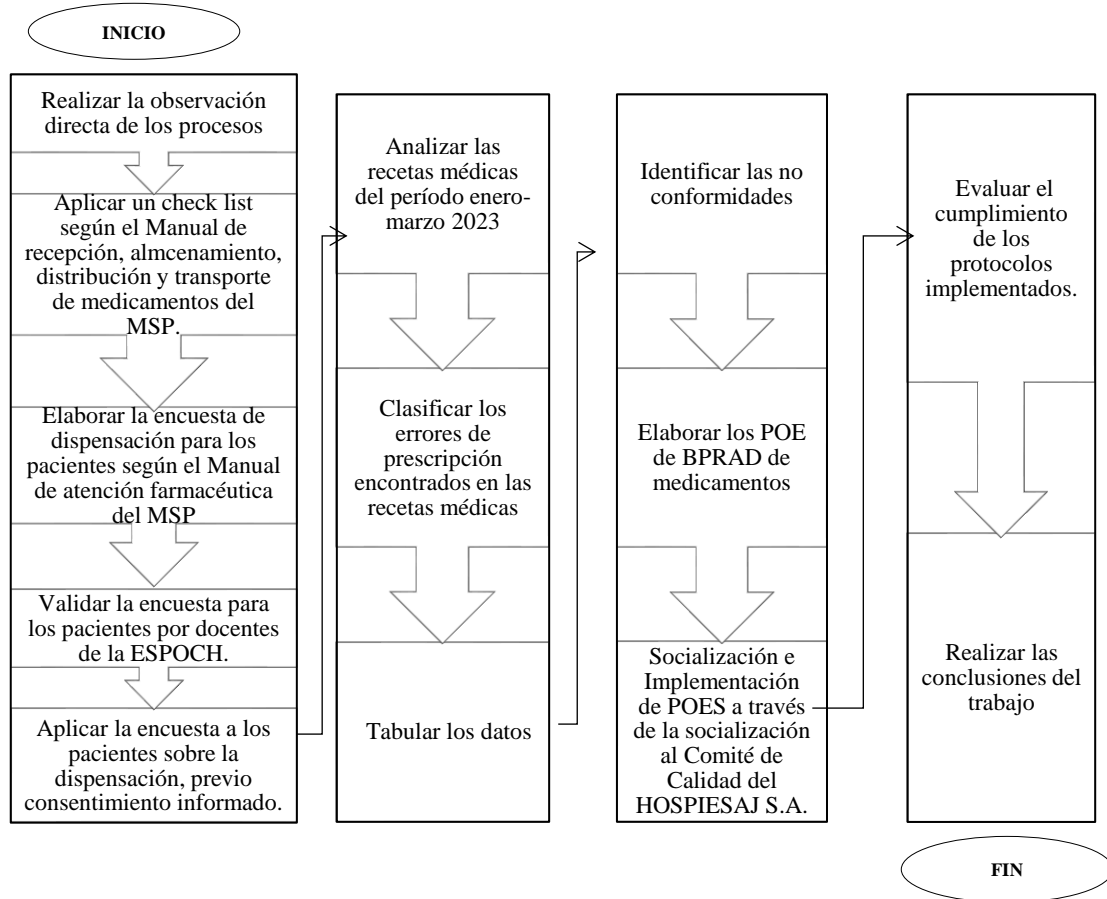 INICIO
Realizar la observación
directa de los procesos
Aplicar un check list
según el Manual de
recepción, almcenamiento,
distribución y transporte
de medicamentos del
MSP.
Elaborar la encuesta de
dispensación para los
pacientes según el Manual
de atención farmacéutica
del MSP
Validar la encuesta para
los pacientes por docentes
de la ESPOCH.
Aplicar la encuesta a los
pacientes sobre la
dispensación, previo
consentimiento informado.
Analizar las
recetas médicas
del período enero-
marzo 2023
Clasificar los
errores de
prescripción
encontrados en las
recetas médicas
Tabular los datos
Identificar las no
conformidades
Elaborar los POE
de BPRAD de
medicamentos
Socialización e
Implementación
de POES a través
de la socialización
al Comité de
Calidad del
HOSPIESAJ S.A.
Evaluar el
cumplimiento
de los
protocolos
implementados.
Realizar las
conclusiones del
trabajo
FIN